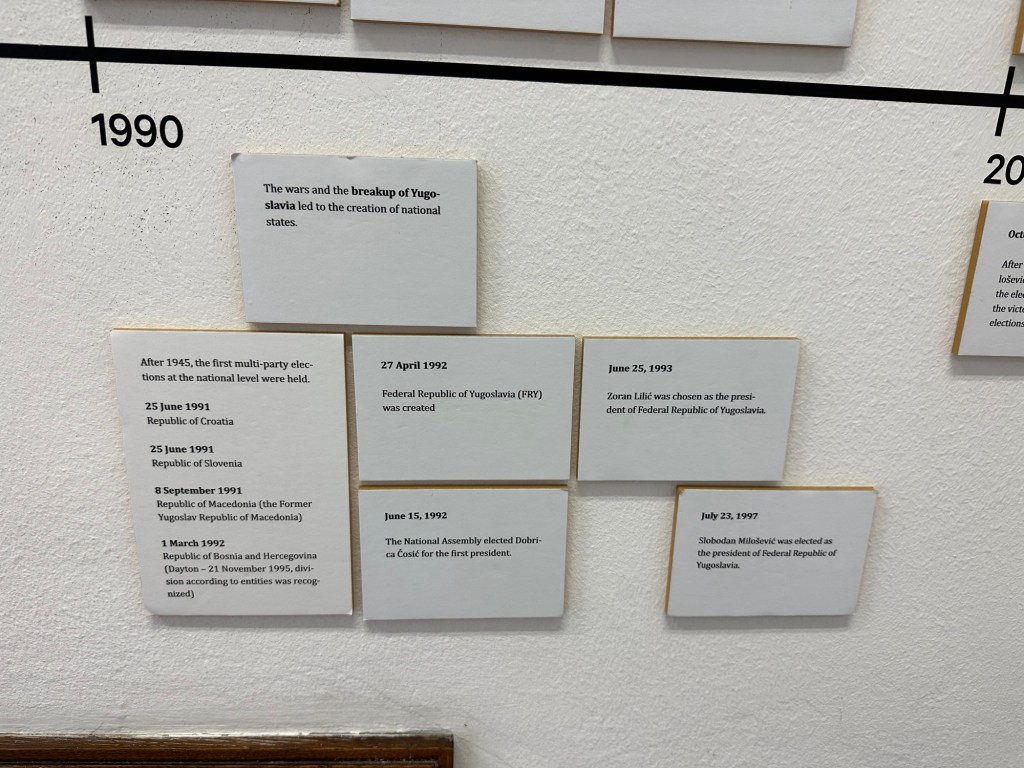 1990
20
The wars and the breakup of Yugo-
slavia led to the creation of national
states.
After 1945, the first multi-party elec-
tions at the national level were held.
25 June 1991
Republic of Croatia
25 June 1991
Republic of Slovenia
8 September 1991
Republic of Macedonia (the Former
Yugoslav Republic of Macedonia)
1 March 1992
Republic of Bosnia and Hercegovina
(Dayton – 21 November 1995, divi-
sion according to entities was recog-
nized)
27 April 1992
Federal Republic of Yugoslavia (FRY)
was created
June 15, 1992
The National Assembly elected Dobri-
ca Ćosić for the first president.
June 25, 1993
Zoran Lilić was chosen as the presi-
dent of Federal Republic of Yugoslavia.
July 23, 1997
Slobodan Milošević was elected as
the president of Federal Republic of
Yugoslavia.
Octo
After
loševic
the elec
the victo
elections